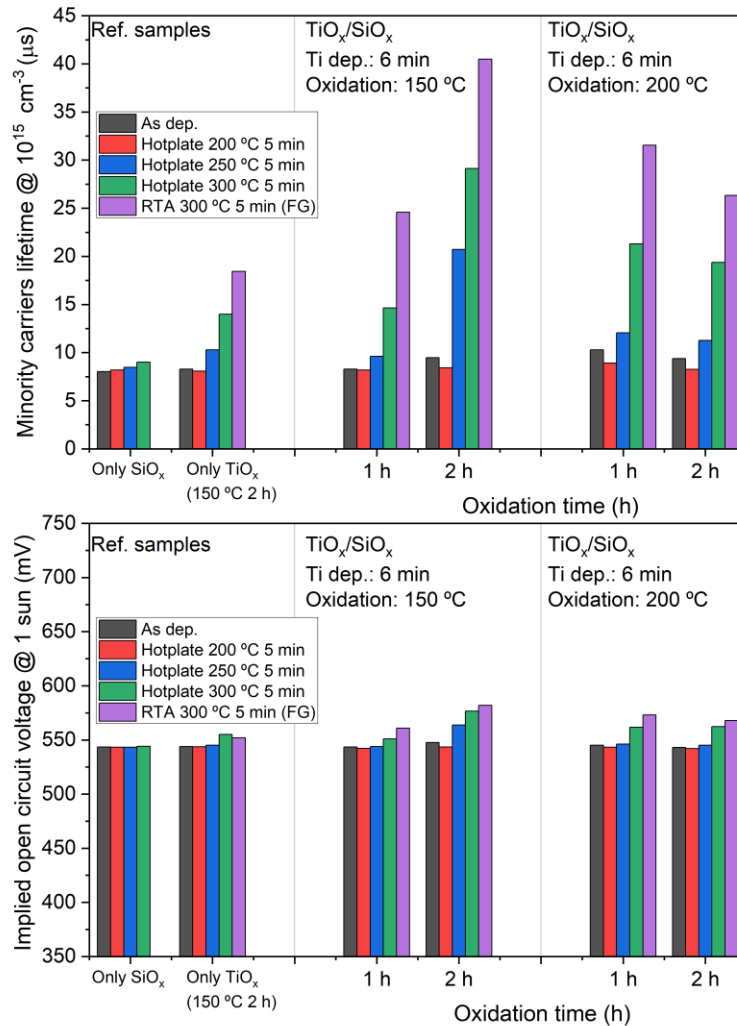 45
40
35
30
25
20
15
10
5
0
Minority carriers lifetime @ 10¹⁵ cm⁻³ (μs)
Ref. samples
As dep.
Hotplate 200 ºC 5 min
Hotplate 250 ºC 5 min
Hotplate 300 ºC 5 min
RTA 300 ºC 5 min (FG)
TiOₓ/SiOₓ
Ti dep.: 6 min
Oxidation: 150 ºC
TiOₓ/SiOₓ
Ti dep.: 6 min
Oxidation: 200 ºC
Only SiOₓ
Only TiOₓ
(150 ºC 2 h)
1 h
2 h
1 h
2 h
Oxidation time (h)
750
700
650
600
550
500
450
400
350
Implied open circuit voltage @ 1 sun (mV)
Ref. samples
As dep.
Hotplate 200 ºC 5 min
Hotplate 250 ºC 5 min
Hotplate 300 ºC 5 min
RTA 300 ºC 5 min (FG)
TiOₓ/SiOₓ
Ti dep.: 6 min
Oxidation: 150 ºC
TiOₓ/SiOₓ
Ti dep.: 6 min
Oxidation: 200 ºC
Only SiOₓ
Only TiOₓ
(150 ºC 2 h)
1 h
2 h
1 h
2 h
Oxidation time (h)